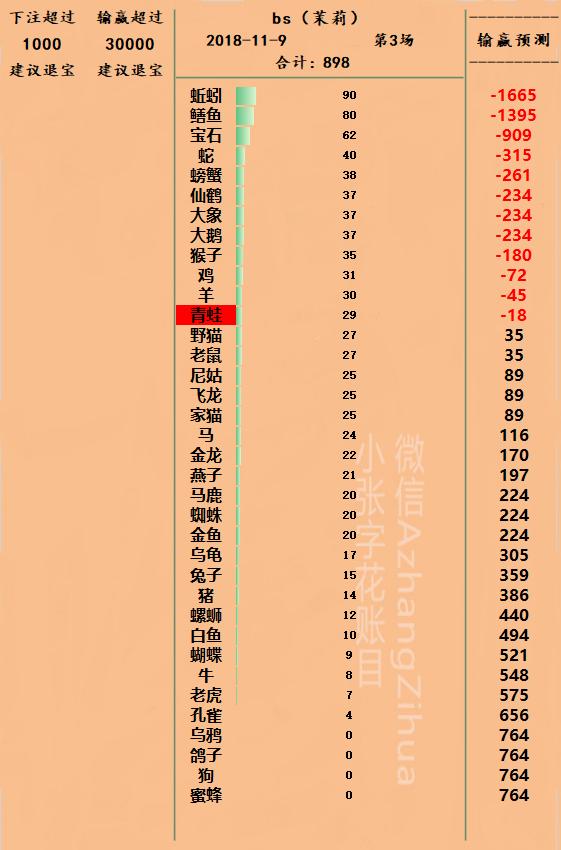 下注超过 输赢超过
1000 30000
建议退宝 建议退宝
bs（茉莉）
2018-11-9 第3场
合计：898
----------
输赢预测
----------
蚯蚓 90 -1665
鳝鱼 80 -1395
宝石 62 -909
蛇 40 -315
螃蟹 38 -261
仙鹤 37 -234
大象 37 -234
大鹅 37 -234
猴子 35 -180
鸡 31 -72
羊 30 -45
青蛙 29 -18
野猫 27 35
老鼠 27 35
尼姑 25 89
飞龙 25 89
家猫 25 89
马 24 116
金龙 22 170
燕子 21 197
马鹿 20 224
蜘蛛 20 224
金鱼 20 224
乌龟 17 305
兔子 15 359
猪 14 386
螺蛳 12 440
白鱼 10 494
蝴蝶 9 521
牛 8 548
老虎 7 575
孔雀 4 656
乌鸦 0 764
鸽子 0 764
狗 0 764
蜜蜂 0 764
微信AzhangZihua
小张字花账目